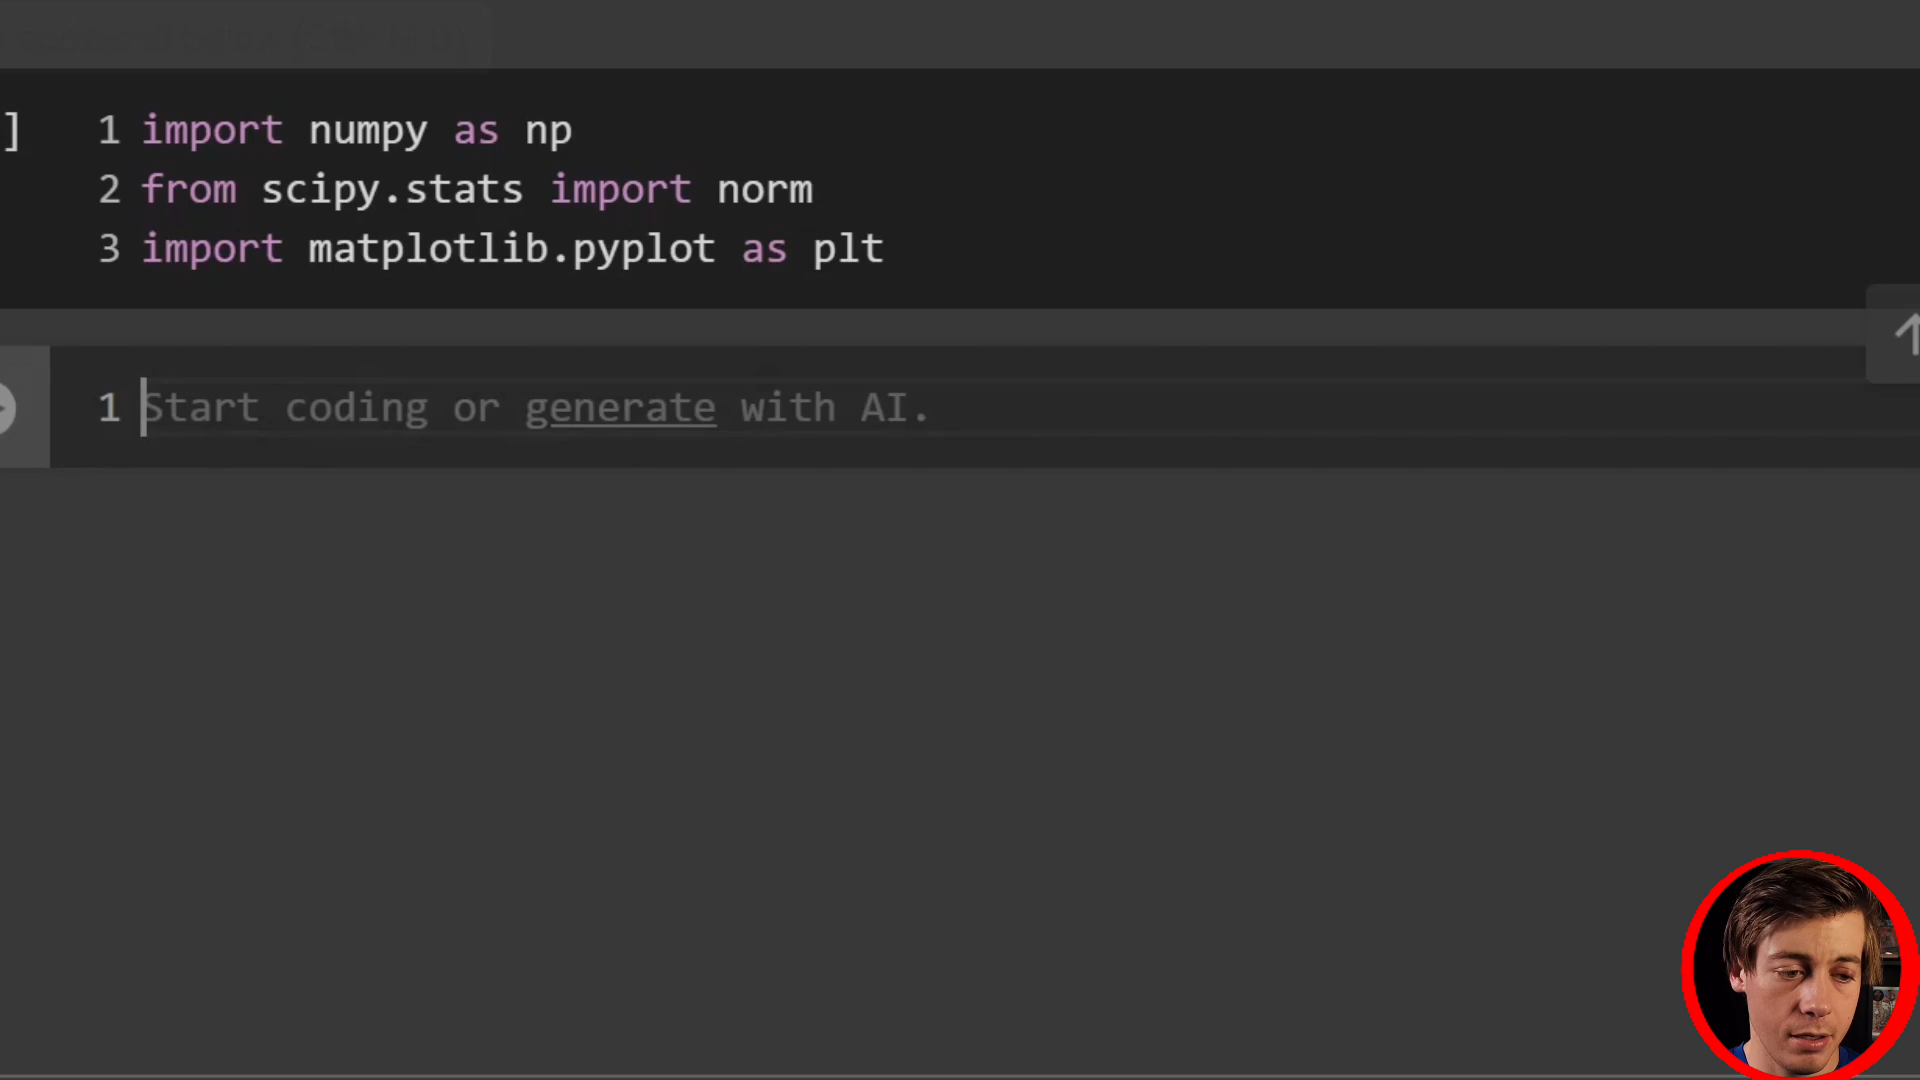 ]
1 import numpy as np
2 from scipy.stats import norm
3 import matplotlib.pyplot as plt
1 Start coding or generate with AI.